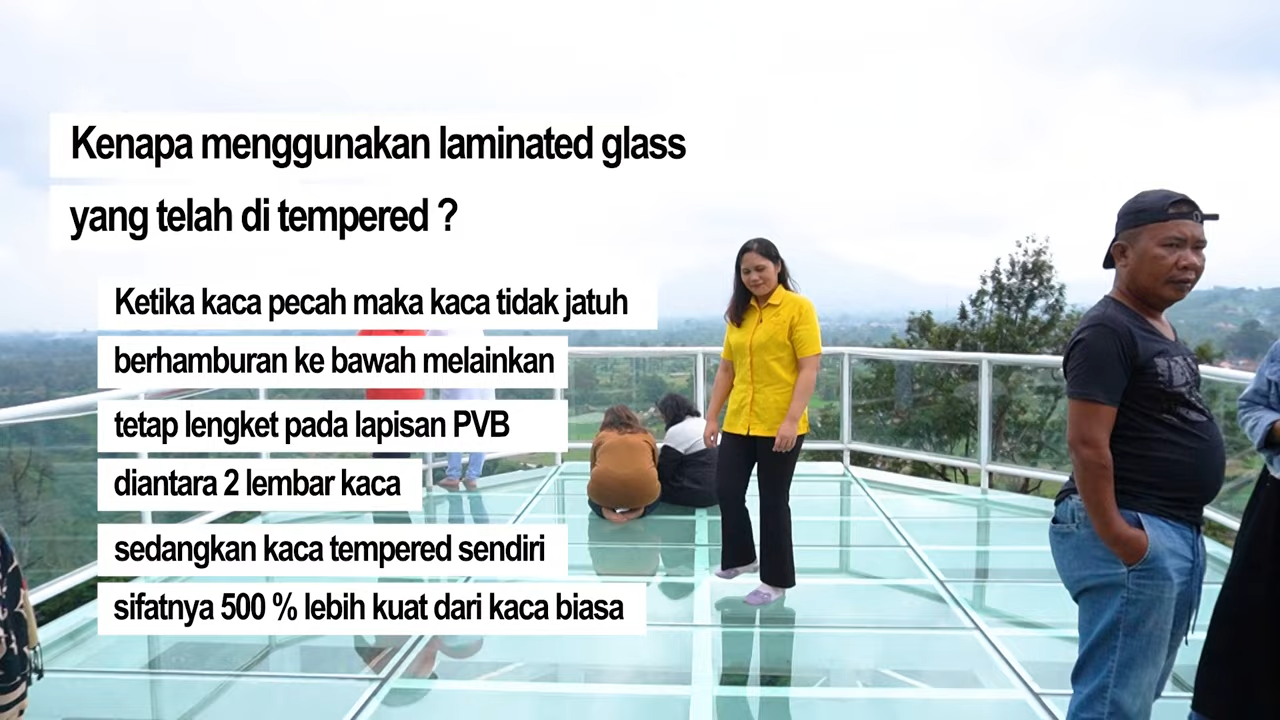 Kenapa menggunakan laminated glass
yang telah di tempered ?
Ketika kaca pecah maka kaca tidak jatuh
berhamburan ke bawah melainkan
tetap lengket pada lapisan PVB
diantara 2 lembar kaca
sedangkan kaca tempered sendiri
sifatnya 500 % lebih kuat dari kaca biasa